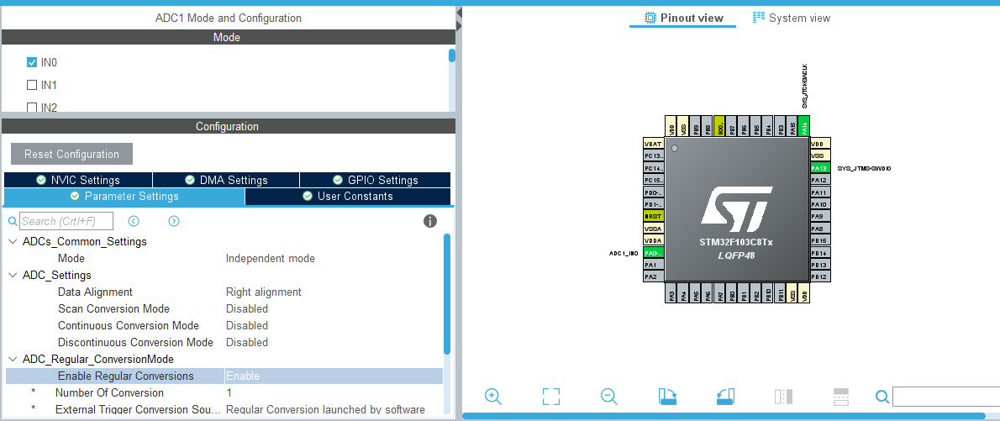 ADC1 Mode and Configuration
Mode
IN0
IN1
IN2
Configuration
Reset Configuration
NVIC Settings
DMA Settings
GPIO Settings
Parameter Settings
User Constants
Search (Crtl+F)
ADCs_Common_Settings
Mode Independent mode
ADC_Settings
Data Alignment Right alignment
Scan Conversion Mode Disabled
Continuous Conversion Mode Disabled
Discontinuous Conversion Mode Disabled
ADC_Regular_ConversionMode
Enable Regular Conversions Enable
* Number Of Conversion 1
* External Trigger Conversion Sou... Regular Conversion launched by software
Pinout view
System view
SYS_JTCK-SWCLK
VDD
VSS
PB9
PB8
BOO..
PB7
PB6
PB5
PB4
PB3
PA15
PA14
VBAT
PC13..
PC14..
PC15..
PD0-..
PD1-..
NRST
VSSA
VDDA
ADC1_IN0
PA0-..
PA1
PA2
VDD
VSS
PA13
SYS_JTMS-SWDIO
PA12
PA11
PA10
PA9
PA8
PB15
PB14
PB13
PB12
ST
STM32F103C8Tx
LQFP48
PA3
PA4
PA5
PA6
PA7
PB0
PB1
PB2
PB10
PB11
VSS
VDD